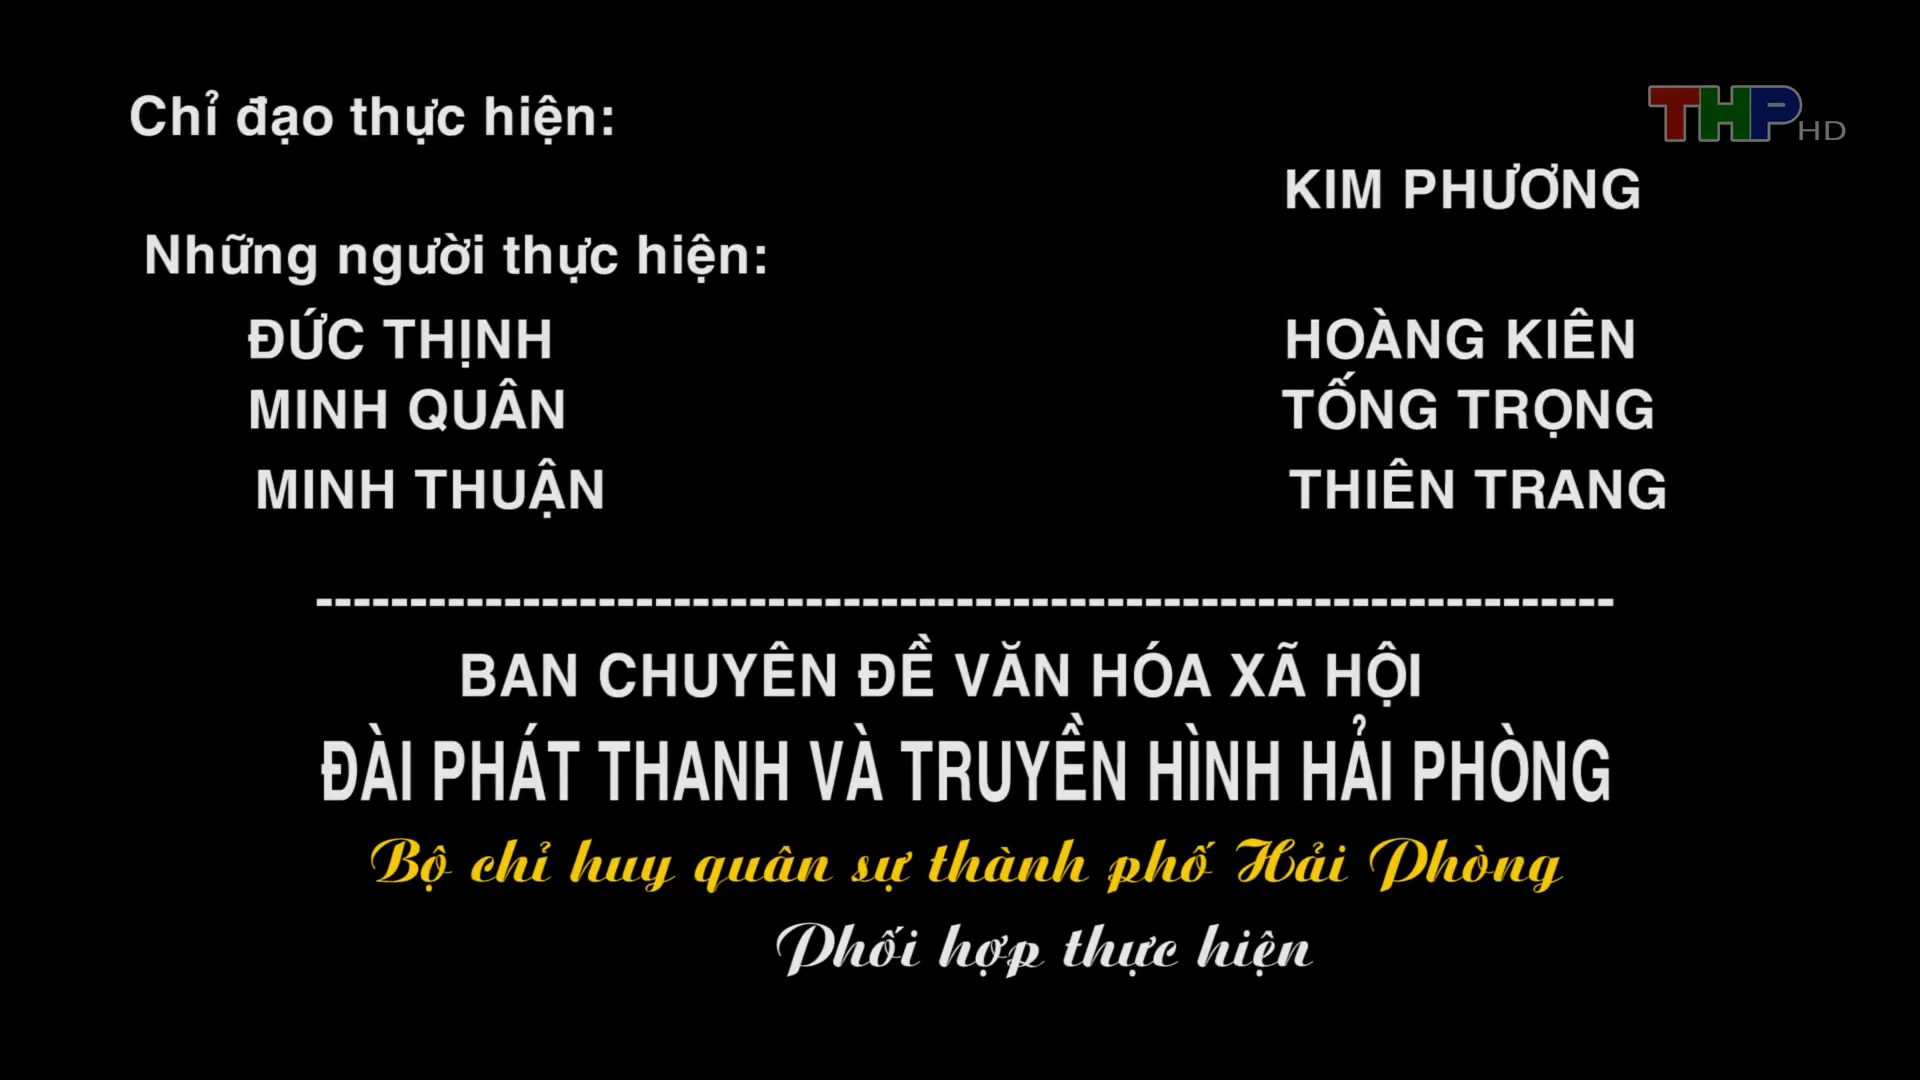 Chỉ đạo thực hiện:
THP HD
KIM PHƯƠNG
Những người thực hiện:
ĐỨC THỊNH
HOÀNG KIÊN
MINH QUÂN
TỐNG TRỌNG
MINH THUẬN
THIÊN TRANG
---------------------------------------------------------------------
BAN CHUYÊN ĐỀ VĂN HÓA XÃ HỘI
ĐÀI PHÁT THANH VÀ TRUYỀN HÌNH HẢI PHÒNG
Bộ chỉ huy quân sự thành phố Hải Phòng
Phối hợp thực hiện